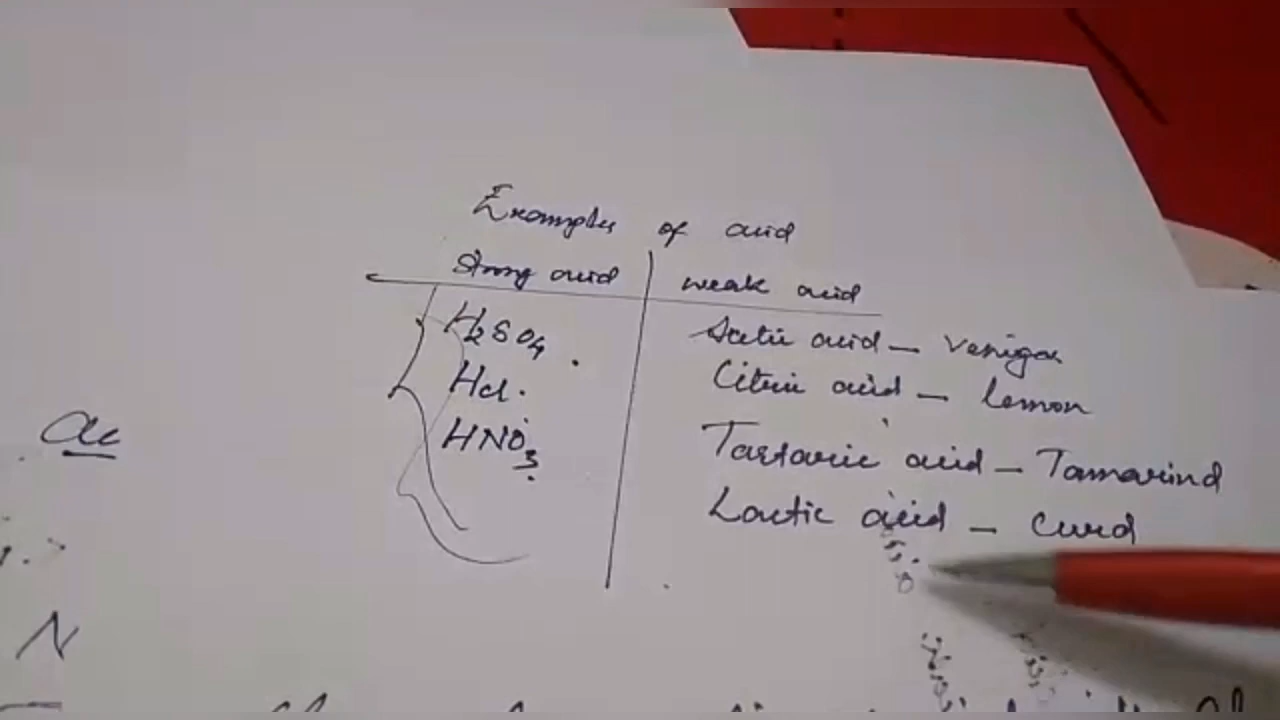 Examples of acid
Strong acid weak acid
H2SO4. Acetic acid – Venigar
Hcl. Citric acid – lemon
HNO3. Tartaric acid – Tamarind
Lactic acid – Curd
N